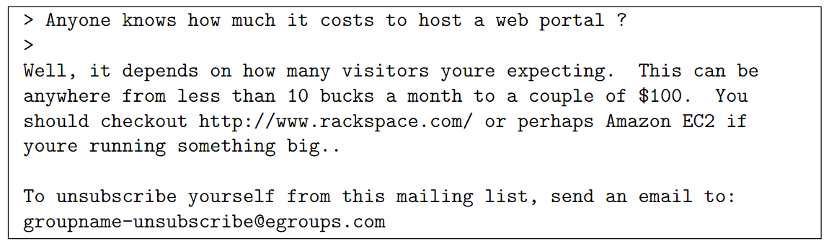 > Anyone knows how much it costs to host a web portal ?
>
Well, it depends on how many visitors youre expecting.  This can be
anywhere from less than 10 bucks a month to a couple of $100.  You
should checkout http://www.rackspace.com/ or perhaps Amazon EC2 if
youre running something big..

To unsubscribe yourself from this mailing list, send an email to:
groupname-unsubscribe@egroups.com